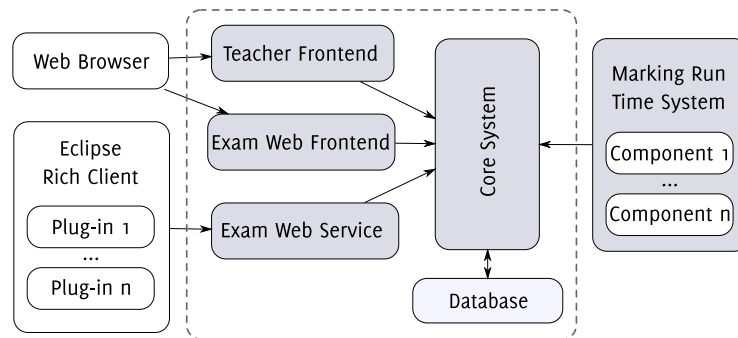 Web Browser
Teacher Frontend
Exam Web Frontend
Exam Web Service
Eclipse
Rich Client
Plug-in 1
...
Plug-in n
Core System
Database
Marking Run
Time System
Component 1
...
Component n